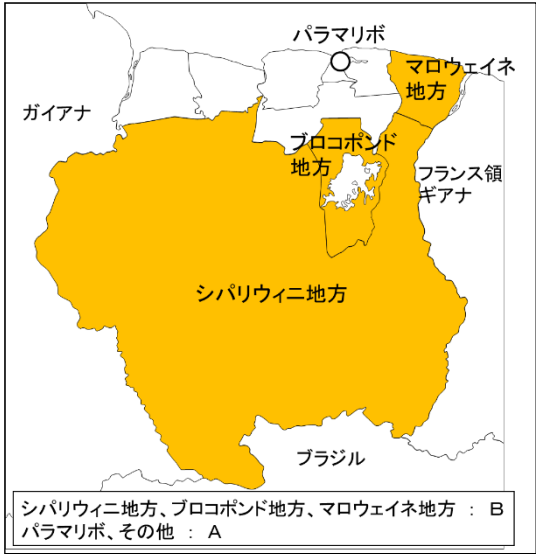 パラマリボ
マロウェイネ
地方
ガイアナ
ブロコポンド
地方
フランス領
ギアナ
シパリウィニ地方
ブラジル
シパリウィニ地方、ブロコポンド地方、マロウェイネ地方 ： B
パラマリボ、その他 ： A